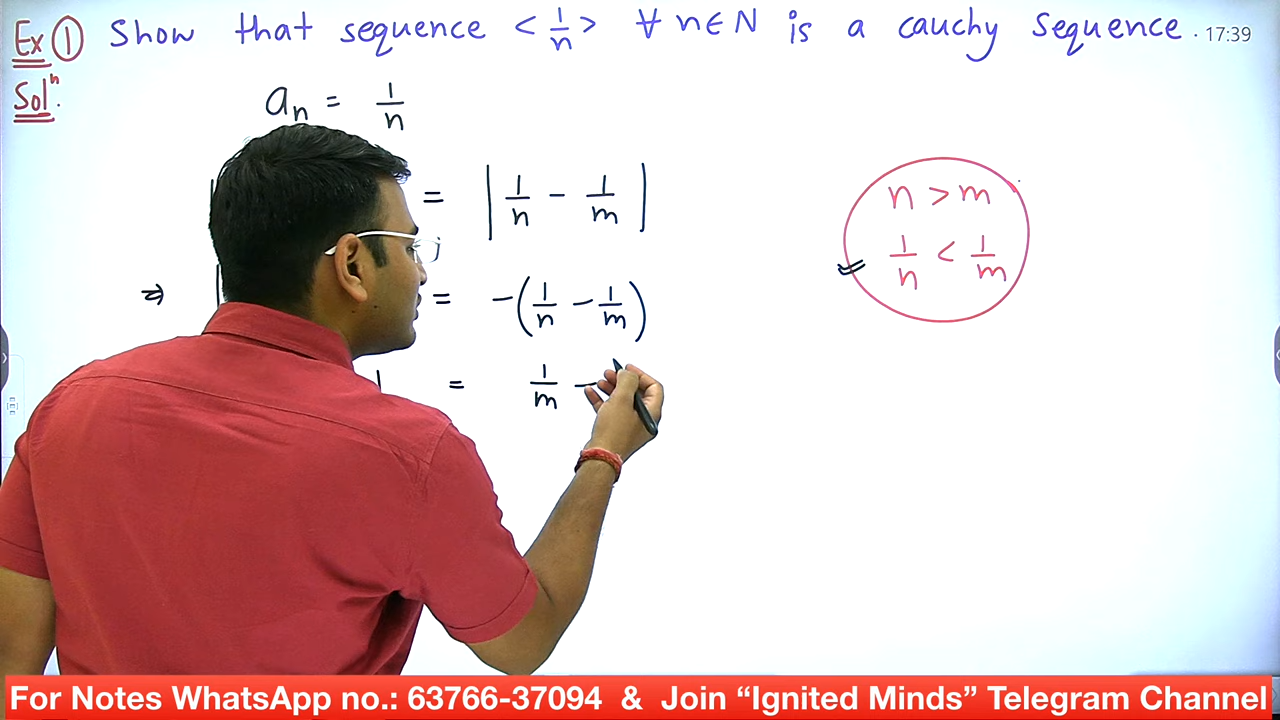 Ex ① Show that sequence < 1/n > ∀ n ∈ N is a cauchy sequence. 17:39
Solⁿ.
aₙ = 1/n
= | 1/n - 1/m |
n > m
1/n < 1/m
⇒ = -( 1/n - 1/m )
= 1/m -
For Notes WhatsApp no.: 63766-37094 & Join “Ignited Minds” Telegram Channel